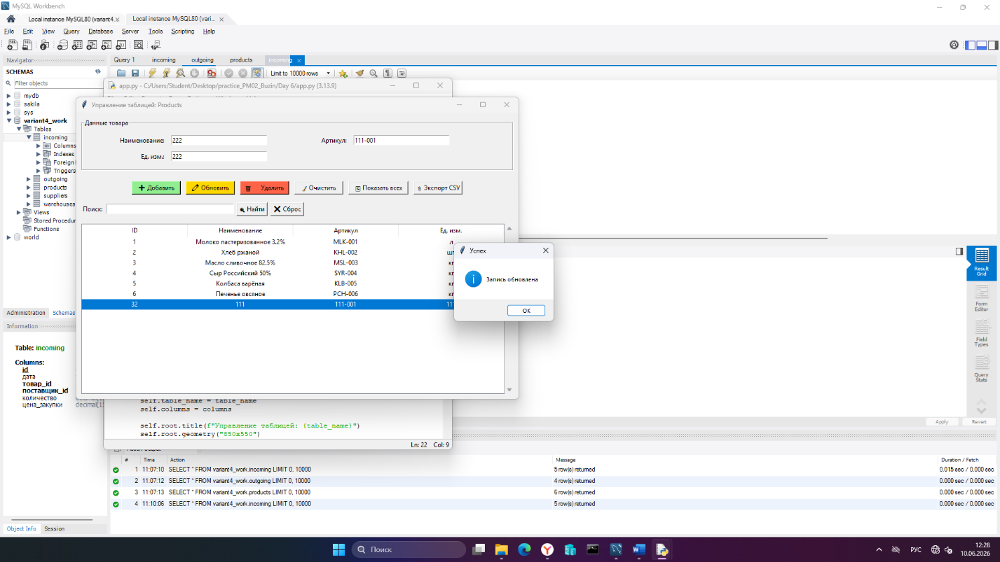 MySQL Workbench
Local instance MySQL80 (variant4... x
Local instance MySQL80 (vari... x
File Edit View Query Database Server Tools Scripting Help
Navigator
Query 1 incoming outgoing products incoming x
SCHEMAS
Limit to 10000 rows
Filter objects
app.py - C:/Users/Student/Desktop/practice_PM02_Buzin/Day 6/app.py (3.13.9)
mydb
sakila
sys
variant4_work
Tables
incoming
Columns
Indexes
Foreign
Triggers
outgoing
products
suppliers
warehouses
Views
Stored Procedur
Functions
world
Управление таблицей: Products
Данные товара
Наименование: 222 Артикул: 111-001
Ед. изм.: 222
Добавить Обновить Удалить Очистить Показать всех Экспорт CSV
Поиск: Найти Сброс
ID Наименование Артикул Ед. изм.
1 Молоко пастеризованное 3.2% MLK-001 л
2 Хлеб ржаной KHL-002 шт
3 Масло сливочное 82.5% MSL-003 кг
4 Сыр Российский 50% SYR-004 кг
5 Колбаса варёная KLB-005 кг
6 Печенье овсяное PCH-006 кг
32 111 111-001 111
Успех
Запись обновлена
OK
Result Grid
Form Editor
Field Types
Query Stats
Apply Revert
Administration Schemas
Information
Table: incoming
Columns:
id
дата
товар_id
поставщик_id
количество
цена_закупки decimal(1
self.table_name = table_name
self.columns = columns
self.root.title(f"Управление таблицей: {table_name}")
self.root.geometry("850x550")
Ln: 22 Col: 9
# Time Action Message Duration / Fetch
1 11:07:10 SELECT * FROM variant4_work.incoming LIMIT 0, 10000 5 row(s) returned 0.015 sec / 0.000 sec
2 11:07:12 SELECT * FROM variant4_work.outgoing LIMIT 0, 10000 4 row(s) returned 0.000 sec / 0.000 sec
3 11:07:13 SELECT * FROM variant4_work.products LIMIT 0, 10000 6 row(s) returned 0.000 sec / 0.000 sec
4 11:10:06 SELECT * FROM variant4_work.incoming LIMIT 0, 10000 5 row(s) returned 0.000 sec / 0.000 sec
Object Info Session
Поиск
РУС
12:28
10.06.2026